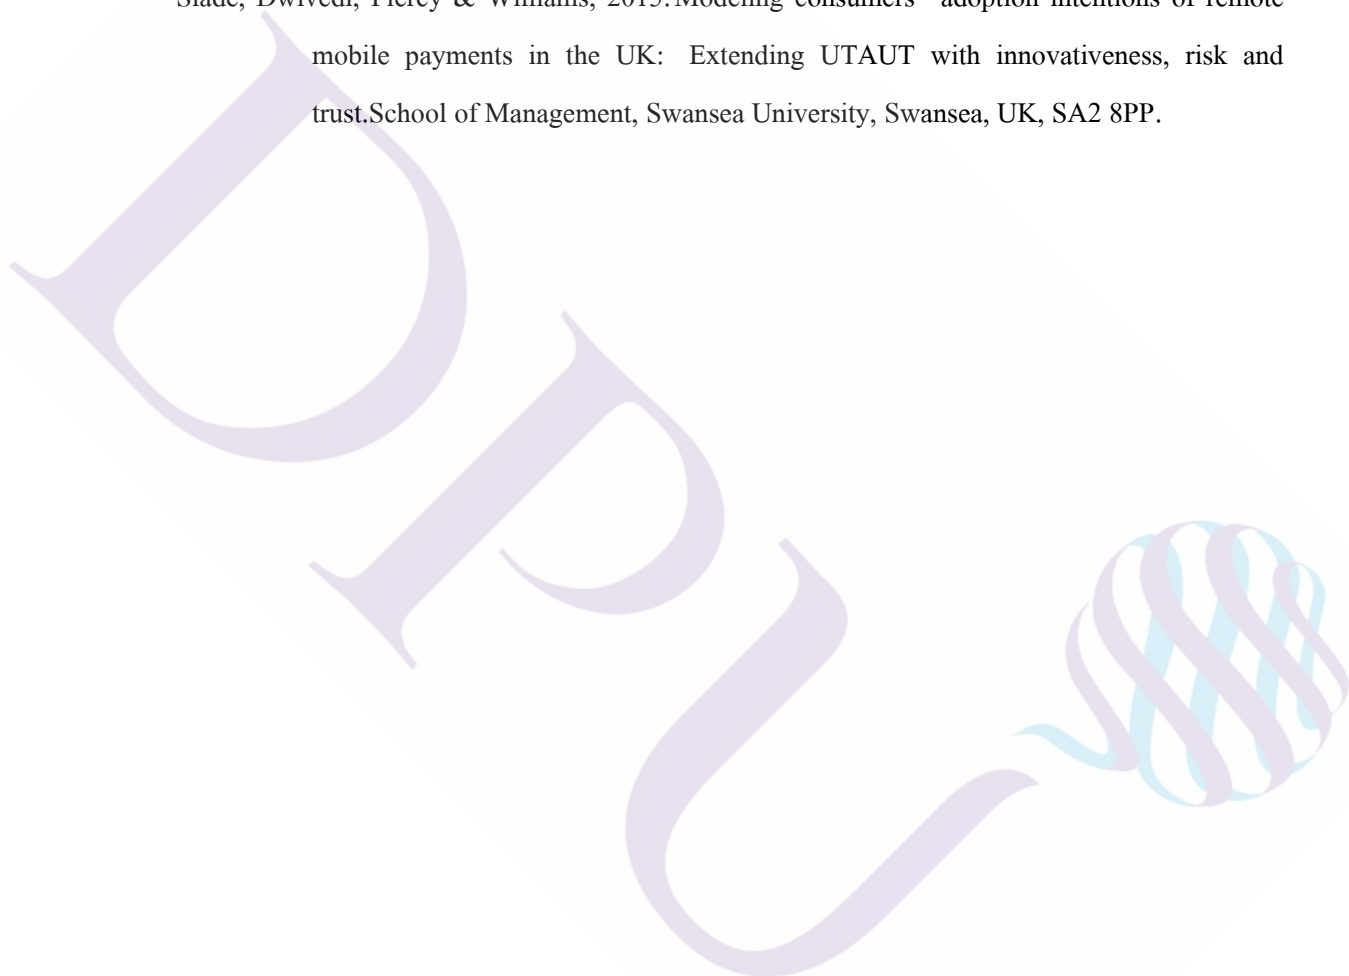 Slade, Dwivedi, Piercy & Williams, 2015.Modeling consumers' adoption intentions of remote
mobile payments in the UK: Extending UTAUT with innovativeness, risk and
trust.School of Management, Swansea University, Swansea, UK, SA2 8PP.
DPU